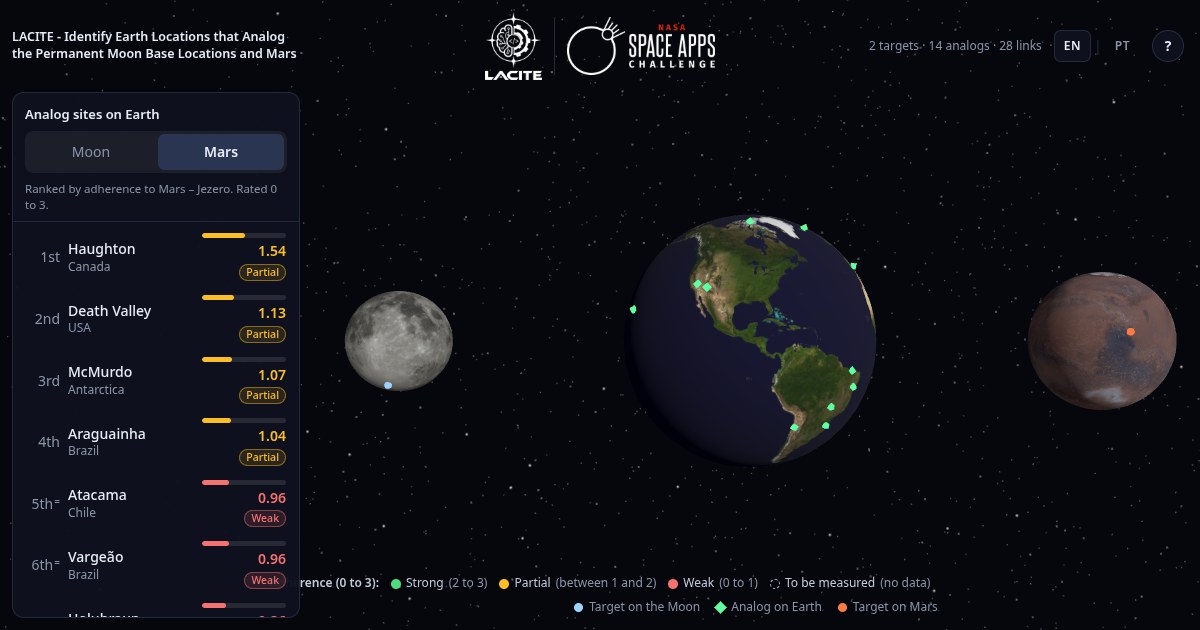 LACITE - Identify Earth Locations that Analog
the Permanent Moon Base Locations and Mars
LACITE
NASA
SPACE APPS
CHALLENGE
2 targets · 14 analogs · 28 links
EN
PT
?
Analog sites on Earth
Moon
Mars
Ranked by adherence to Mars – Jezero. Rated 0
to 3.
1st
Haughton
Canada
1.54
Partial
2nd
Death Valley
USA
1.13
Partial
3rd
McMurdo
Antarctica
1.07
Partial
4th
Araguainha
Brazil
1.04
Partial
5th=
Atacama
Chile
0.96
Weak
6th=
Vargeão
Brazil
0.96
Weak
rence (0 to 3):
Strong (2 to 3)
Partial (between 1 and 2)
Weak (0 to 1)
To be measured (no data)
Target on the Moon
Analog on Earth
Target on Mars